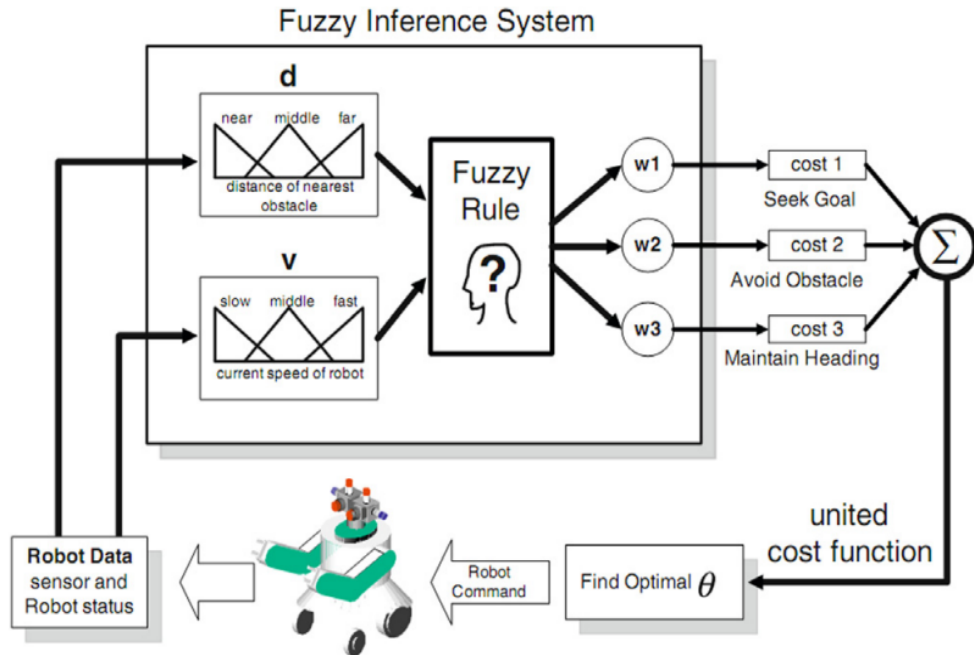 Fuzzy Inference System
d
near middle far
distance of nearest
obstacle
v
slow middle fast
current speed of robot
Fuzzy
Rule
?
w1
w2
w3
cost 1
Seek Goal
cost 2
Avoid Obstacle
cost 3
Maintain Heading
Σ
united
cost function
Find Optimal θ
Robot
Command
Robot Data
sensor and
Robot status